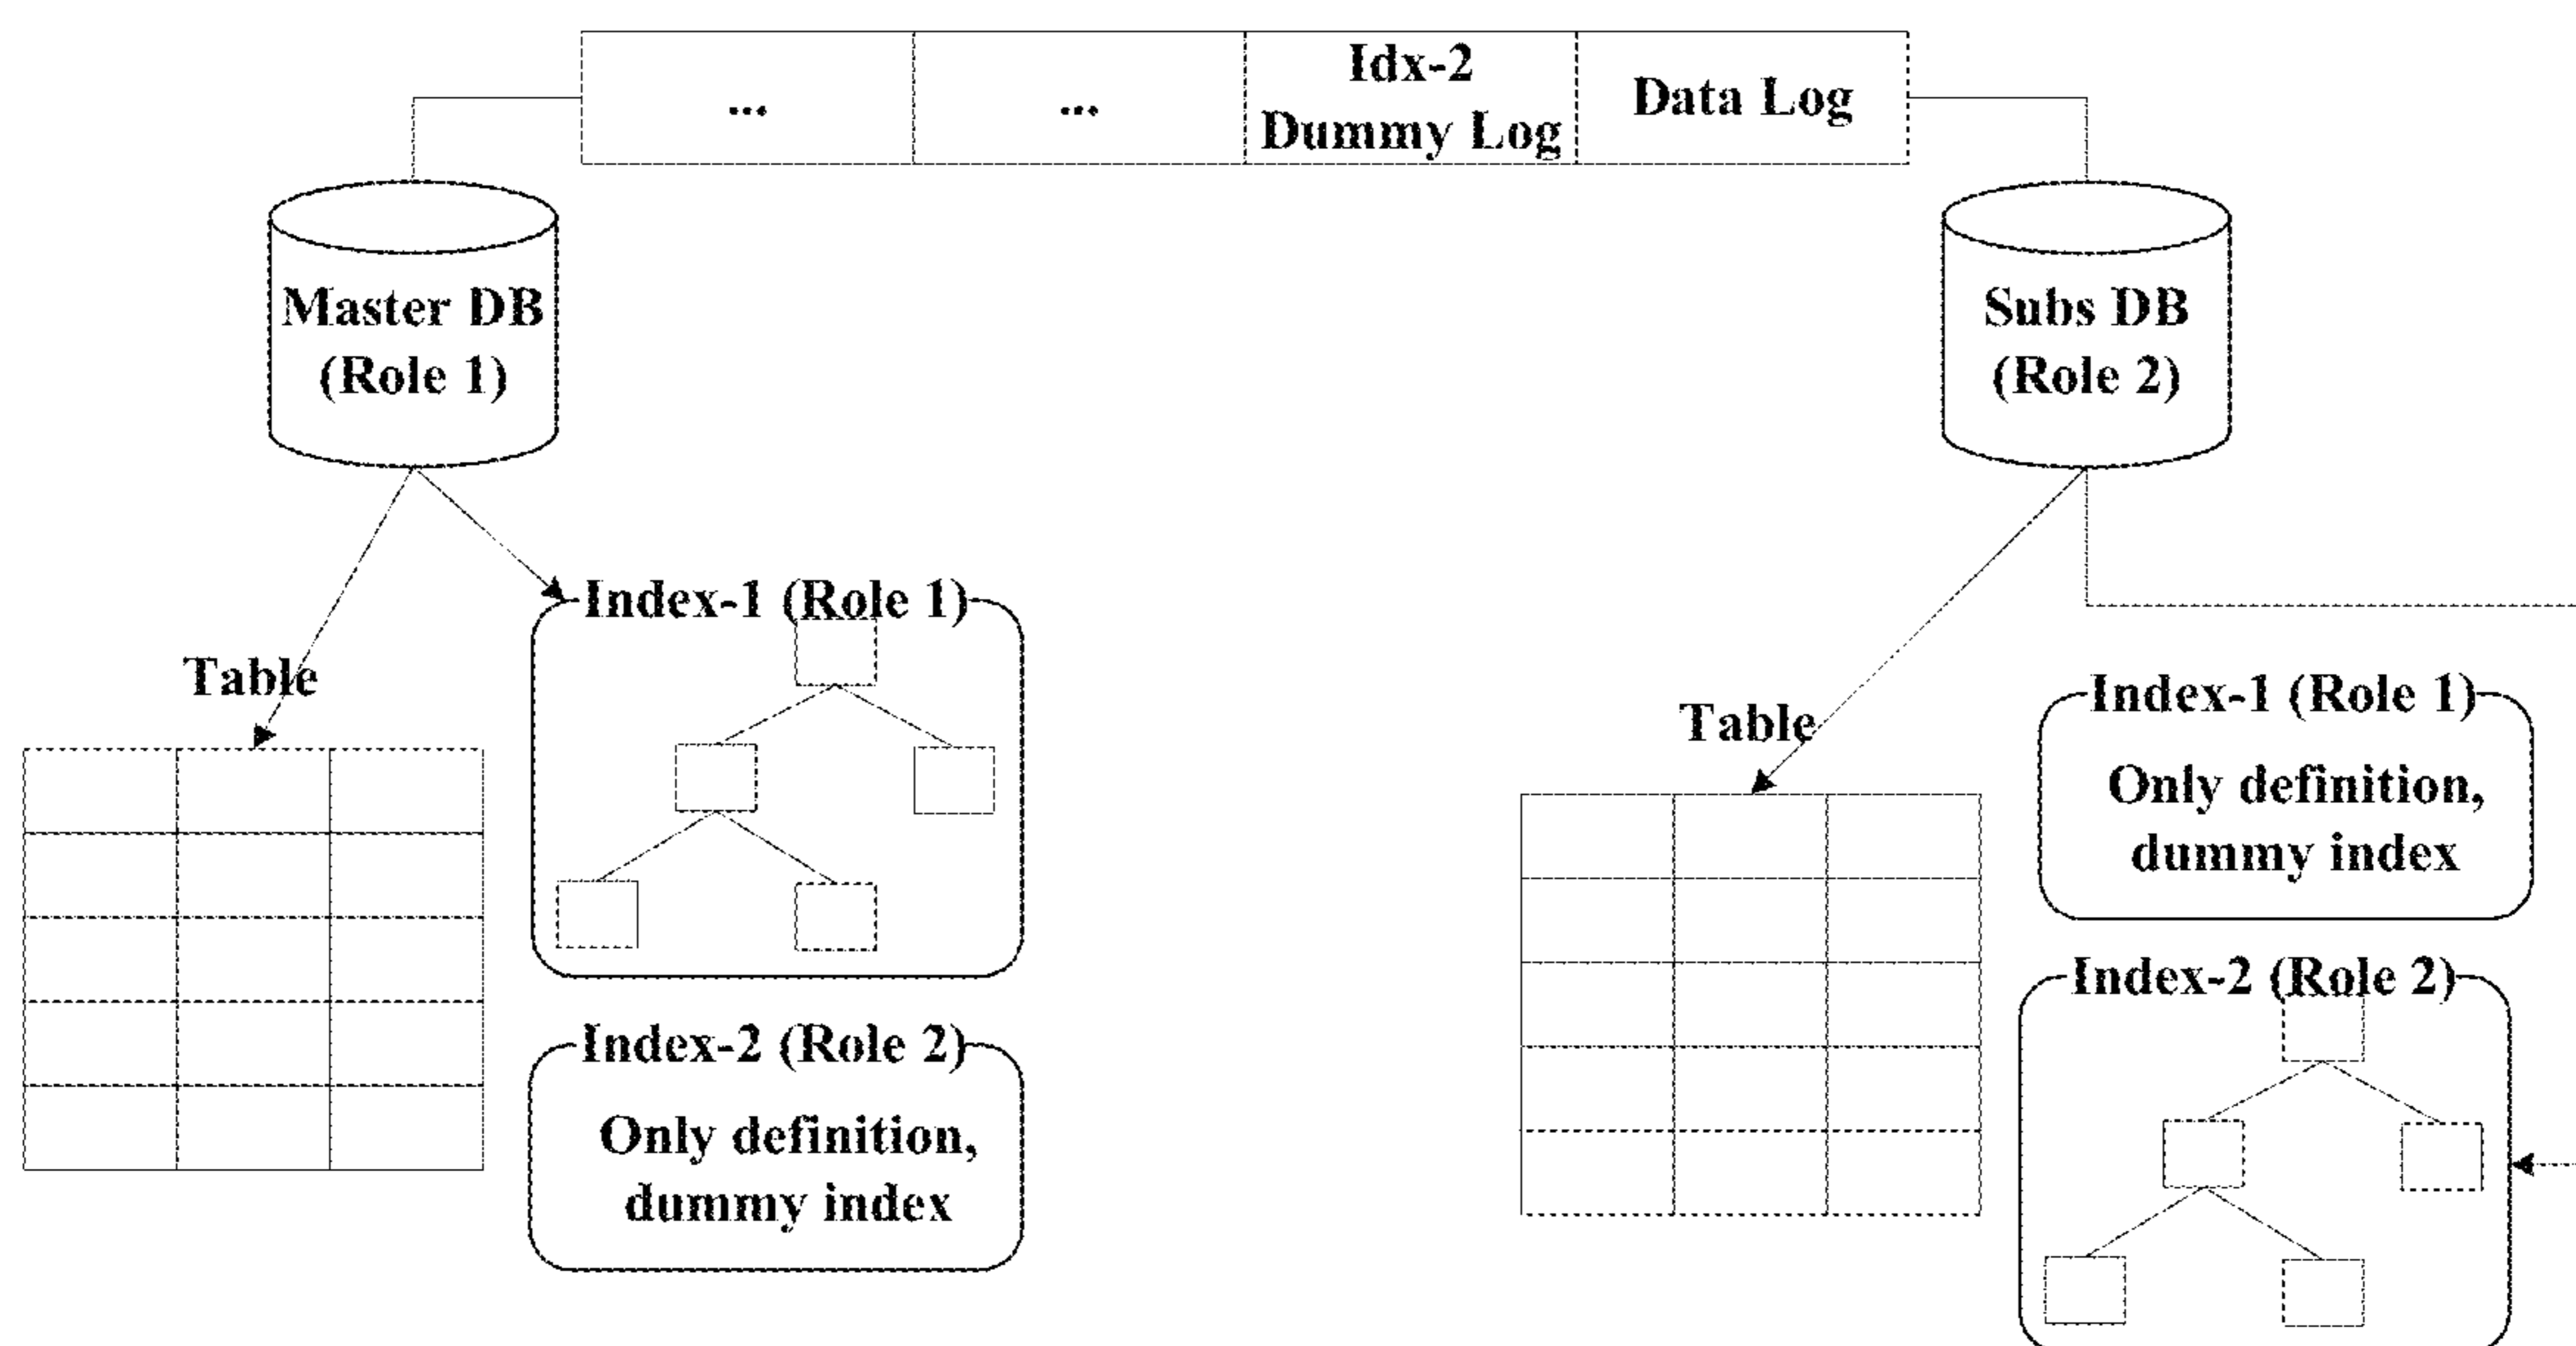 ...
...
Idx-2
Dummy Log
Data Log
Master DB
(Role 1)
Subs DB
(Role 2)
Table
Index-1 (Role 1)
Index-2 (Role 2)
Only definition,
dummy index
Table
Index-1 (Role 1)
Only definition,
dummy index
Index-2 (Role 2)